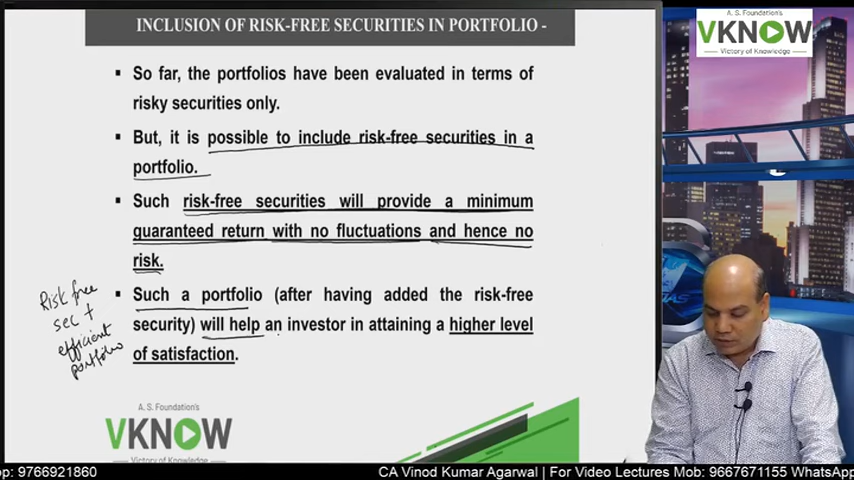 INCLUSION OF RISK-FREE SECURITIES IN PORTFOLIO -
A. S. Foundation's
VKNOW
Victory of Knowledge
So far, the portfolios have been evaluated in terms of
risky securities only.
But, it is possible to include risk-free securities in a
portfolio.
Such risk-free securities will provide a minimum
guaranteed return with no fluctuations and hence no
risk.
Such a portfolio (after having added the risk-free
security) will help an investor in attaining a higher level
of satisfaction.
Risk free
sec +
efficient
portfolio
A. S. Foundation's
VKNOW
Victory of Knowledge
pp: 9766921860
CA Vinod Kumar Agarwal | For Video Lectures Mob: 9667671155 WhatsApp